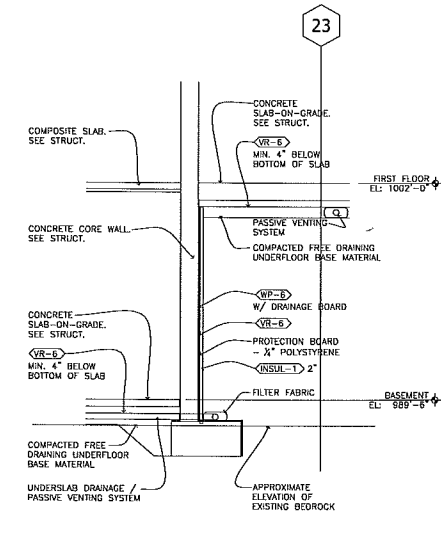 23
COMPOSITE SLAB.
SEE STRUCT.
CONCRETE
SLAB-ON-GRADE.
SEE STRUCT.
VR-6
MIN. 4" BELOW
BOTTOM OF SLAB
FIRST FLOOR
EL: 1002'-0"
PASSIVE VENTING
SYSTEM
COMPACTED FREE DRAINING
UNDERFLOOR BASE MATERIAL
CONCRETE CORE WALL.
SEE STRUCT.
WP-6
W/ DRAINAGE BOARD
VR-6
PROTECTION BOARD
- ¼" POLYSTYRENE
INSUL-1 2"
FILTER FABRIC
CONCRETE
SLAB-ON-GRADE.
SEE STRUCT.
VR-6
MIN. 4" BELOW
BOTTOM OF SLAB
BASEMENT
EL: 989'-6"
COMPACTED FREE
DRAINING UNDERFLOOR
BASE MATERIAL
UNDERSLAB DRAINAGE /
PASSIVE VENTING SYSTEM
APPROXIMATE
ELEVATION OF
EXISTING BEDROCK